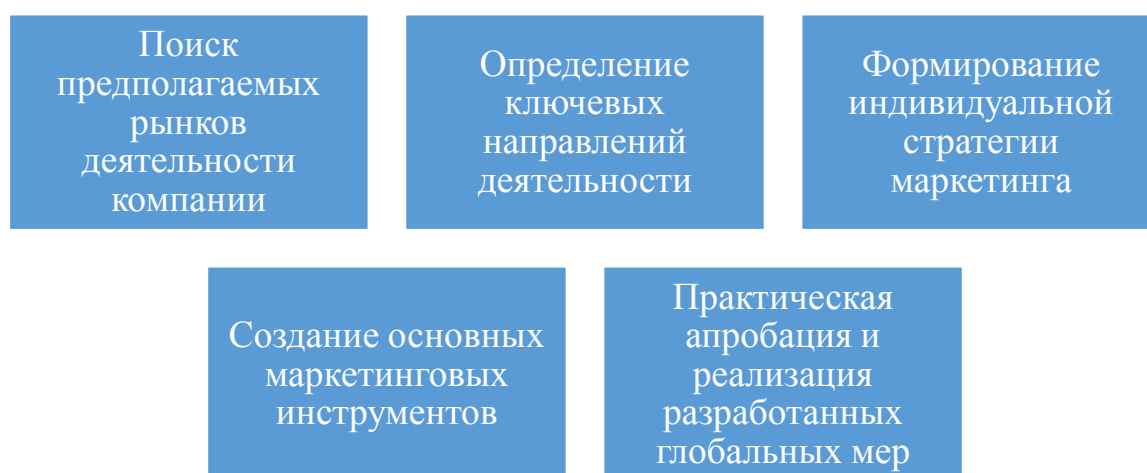 Поиск
предполагаемых
рынков
деятельности
компании
Определение
ключевых
направлений
деятельности
Формирование
индивидуальной
стратегии
маркетинга
Создание основных
маркетинговых
инструментов
Практическая
апробация и
реализация
разработанных
глобальных мер